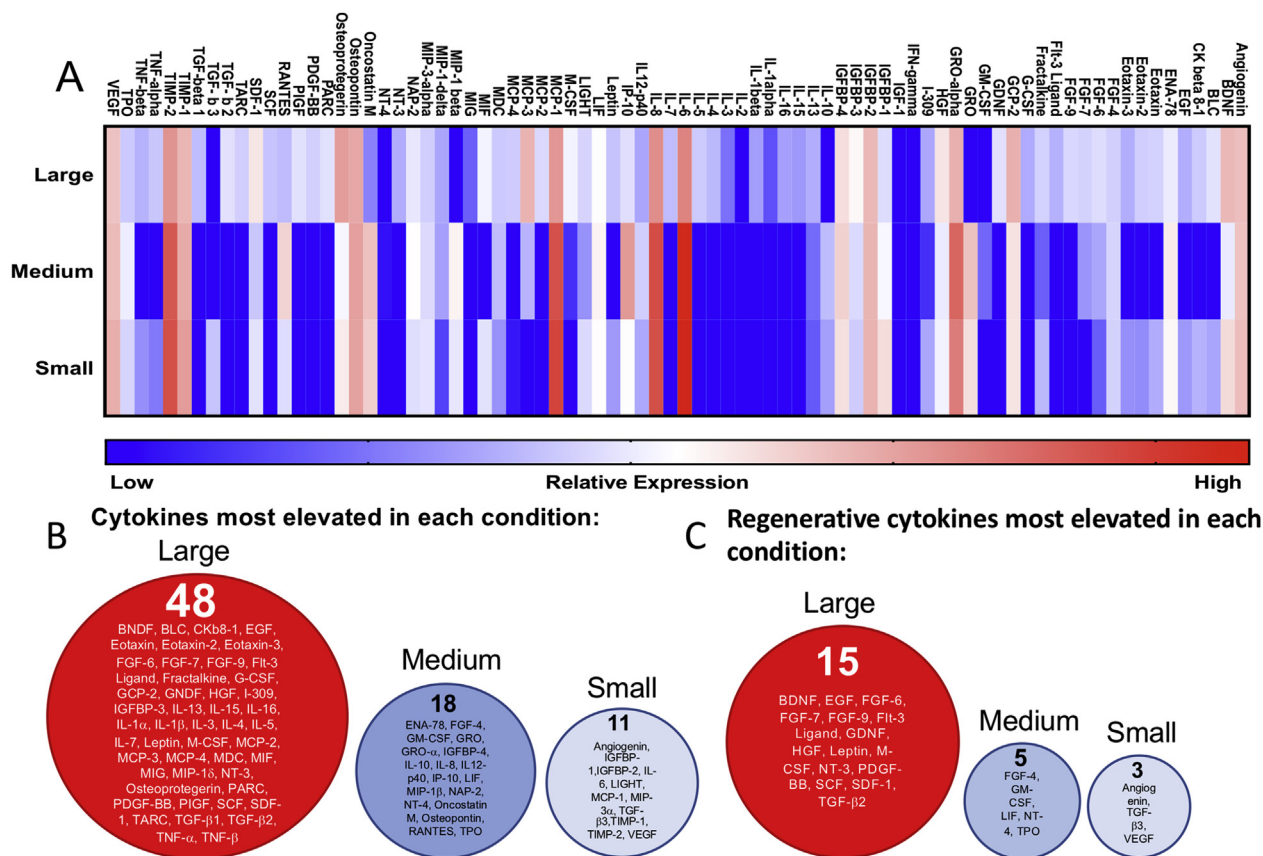 A
VEGF
TPO
TNF-beta
TNF-alpha
TIMP-2
TIMP-1
TGF-beta 1
TGF- b 3
TGF- b 2
TARC
SDF-1
SCF
RANTES
PIGF
PDGF-BB
PARC
Osteoprotegerin
Osteopontin
Oncostatin M
NT-4
NT-3
NAP-2
MIP-3-alpha
MIP-1-delta
MIP-1 beta
MIG
MIF
MDC
MCP-4
MCP-3
MCP-2
MCP-1
M-CSF
LIGHT
LIF
Leptin
IP-10
IL12-p40
IL-8
IL-7
IL-6
IL-5
IL-4
IL-3
IL-2
IL-1beta
IL-1alpha
IL-16
IL-15
IL-13
IL-10
IGFBP-4
IGFBP-3
IGFBP-2
IGFBP-1
IGF-1
IFN-gamma
I-309
HGF
GRO-alpha
GRO
GM-CSF
GDNF
GCP-2
G-CSF
Fractalkine
Flt-3 Ligand
FGF-9
FGF-7
FGF-6
FGF-4
Eotaxin-3
Eotaxin-2
Eotaxin
ENA-78
EGF
CK beta 8-1
BLC
BDNF
Angiogenin
Large
Medium
Small
Low Relative Expression High
B Cytokines most elevated in each condition:
Large
48
BNDF, BLC, CKb8-1, EGF,
Eotaxin, Eotaxin-2, Eotaxin-3,
FGF-6, FGF-7, FGF-9, Flt-3
Ligand, Fractalkine, G-CSF,
GCP-2, GNDF, HGF, I-309,
IGFBP-3, IL-13, IL-15, IL-16,
IL-1α, IL-1β, IL-3, IL-4, IL-5,
IL-7, Leptin, M-CSF, MCP-2,
MCP-3, MCP-4, MDC, MIF,
MIG, MIP-1δ, NT-3,
Osteoprotegerin, PARC,
PDGF-BB, PIGF, SCF, SDF-
1, TARC, TGF-β1, TGF-β2,
TNF-α, TNF-β
Medium
18
ENA-78, FGF-4,
GM-CSF, GRO,
GRO-α, IGFBP-4,
IL-10, IL-8, IL12-
p40, IP-10, LIF,
MIP-1β, NAP-2,
NT-4, Oncostatin
M, Osteopontin,
RANTES, TPO
Small
11
Angiogenin,
IGFBP-
1,IGFBP-2, IL-
6, LIGHT,
MCP-1, MIP-
3α, TGF-
β3,TIMP-1,
TIMP-2, VEGF
C Regenerative cytokines most elevated in each
condition:
Large
15
BDNF, EGF, FGF-6,
FGF-7, FGF-9, Flt-3
Ligand, GDNF,
HGF, Leptin, M-
CSF, NT-3, PDGF-
BB, SCF, SDF-1,
TGF-β2
Medium
5
FGF-4,
GM-
CSF,
LIF, NT-
4, TPO
Small
3
Angiog
enin,
TGF-
β3,
VEGF